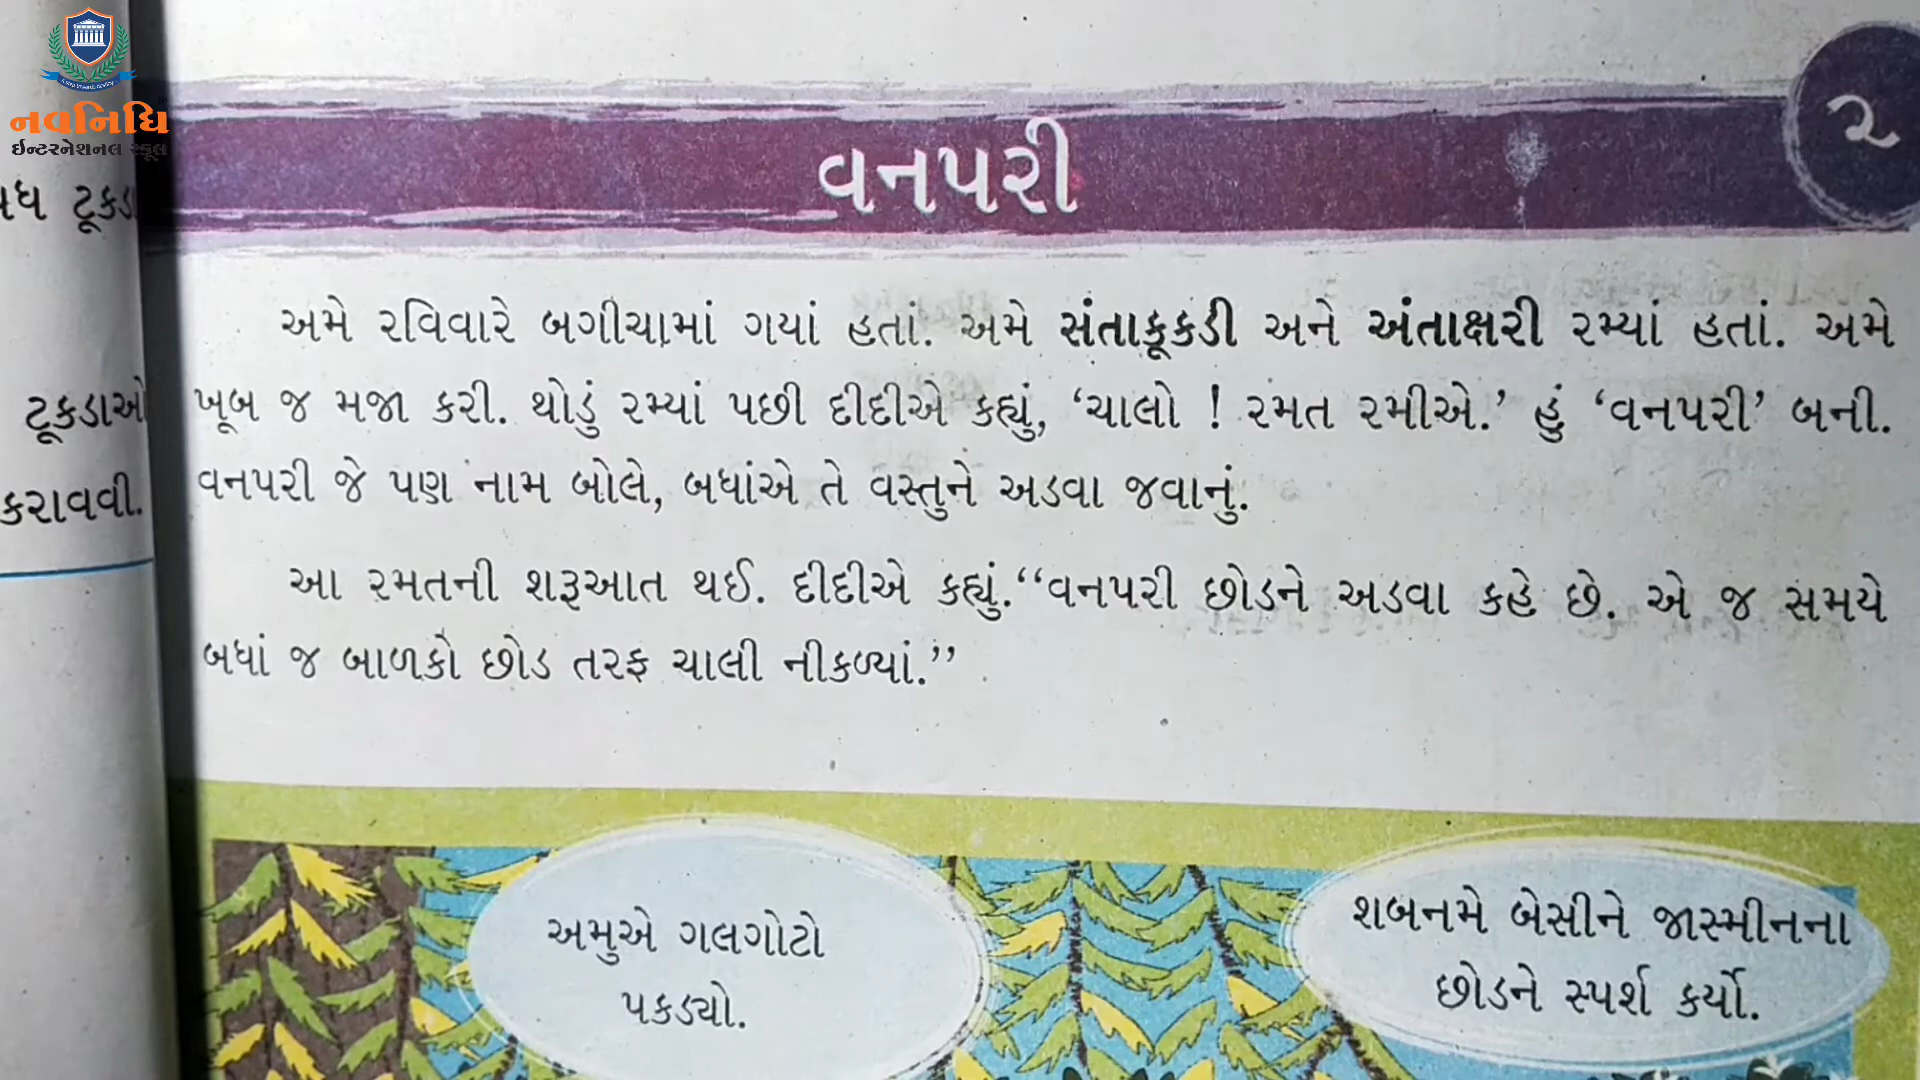 નવનિધિ
ઈન્ટરનેશનલ સ્કૂલ
ટૂકડાઓ
કરાવવી.
વનપરી
૨
અમે રવિવારે બગીચામાં ગયાં હતાં. અમે સંતાકૂકડી અને અંતાક્ષરી રમ્યાં હતાં. અમે
ખૂબ જ મજા કરી. થોડું રમ્યાં પછી દીદીએ કહ્યું, ‘ચાલો ! રમત રમીએ.’ હું ‘વનપરી’ બની.
વનપરી જે પણ નામ બોલે, બધાંએ તે વસ્તુને અડવા જવાનું.
આ રમતની શરૂઆત થઈ. દીદીએ કહ્યું.‘‘વનપરી છોડને અડવા કહે છે. એ જ સમયે
બધાં જ બાળકો છોડ તરફ ચાલી નીકળ્યાં.’’
અમુએ ગલગોટો
પકડ્યો.
શબનમે બેસીને જાસ્મીનના
છોડને સ્પર્શ કર્યો.